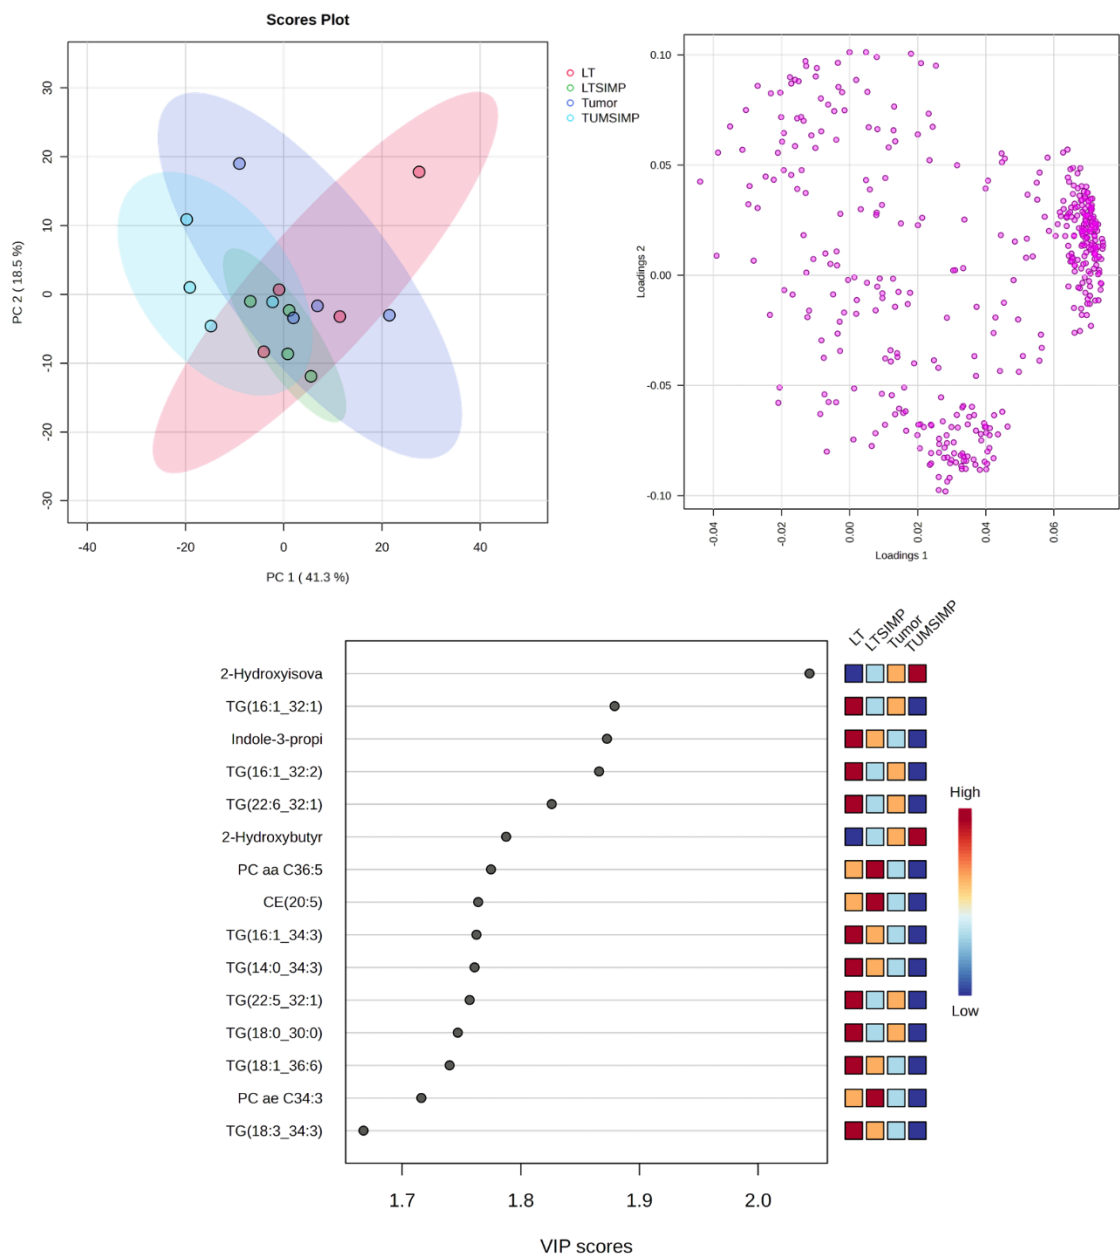 Scores Plot
PC 2 ( 18.5 %)
30
20
10
0
-10
-20
-30
-40
-20
0
20
40
PC 1 ( 41.3 %)
LT
LTSIMP
Tumor
TUMSIMP
Loadings 2
0.10
0.05
0.00
-0.05
-0.10
-0.04
-0.02
0.00
0.02
0.04
0.06
Loadings 1
LT
LTSIMP
Tumor
TUMSIMP
2-Hydroxyisova
TG(16:1_32:1)
Indole-3-propi
TG(16:1_32:2)
TG(22:6_32:1)
2-Hydroxybutyr
PC aa C36:5
CE(20:5)
TG(16:1_34:3)
TG(14:0_34:3)
TG(22:5_32:1)
TG(18:0_30:0)
TG(18:1_36:6)
PC ae C34:3
TG(18:3_34:3)
High
Low
1.7
1.8
1.9
2.0
VIP scores